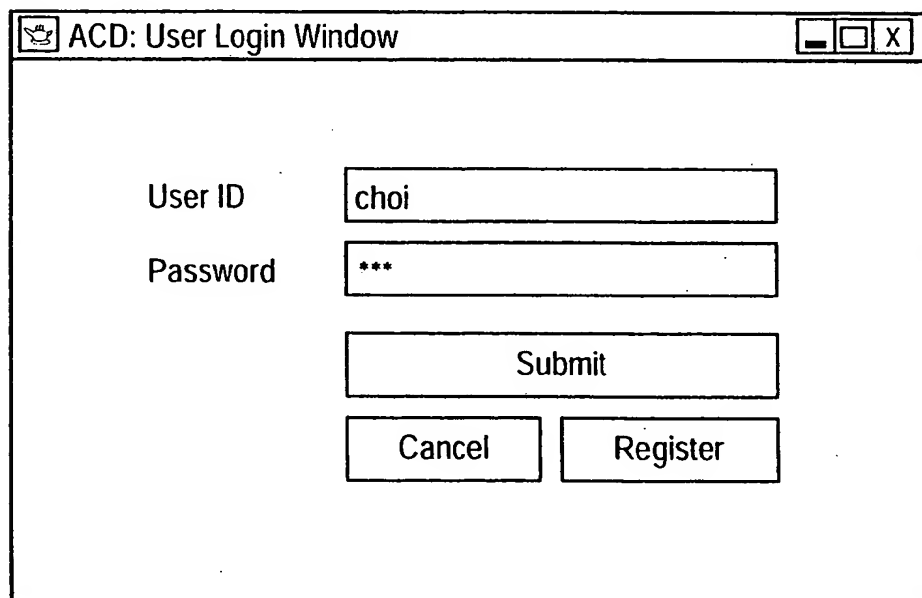 ACD: User Login Window X
User ID choi
Password ***
Submit
Cancel Register